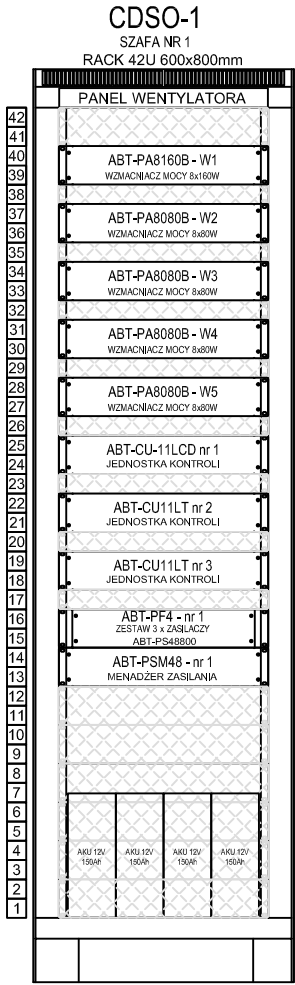 CDSO-1
SZAFA NR 1
RACK 42U 600x800mm
PANEL WENTYLATORA
42
41
40
ABT-PA8160B - W1
39
WZMACNIACZ MOCY 8x160W
38
37
ABT-PA8080B - W2
36
WZMACNIACZ MOCY 8x80W
35
34
ABT-PA8080B - W3
33
WZMACNIACZ MOCY 8x80W
32
31
ABT-PA8080B - W4
30
WZMACNIACZ MOCY 8x80W
29
28
ABT-PA8080B - W5
27
WZMACNIACZ MOCY 8x80W
26
25
ABT-CU-11LCD nr 1
24
JEDNOSTKA KONTROLI
23
22
ABT-CU11LT nr 2
21
JEDNOSTKA KONTROLI
20
19
ABT-CU11LT nr 3
18
JEDNOSTKA KONTROLI
17
16
ABT-PF4 - nr 1
ZESTAW 3 x ZASILACZY
15
ABT-PS48800
14
ABT-PSM48 - nr 1
13
MENADŻER ZASILANIA
12
11
10
9
8
7
6
5
4
AKU 12V AKU 12V AKU 12V AKU 12V
150Ah 150Ah 150Ah 150Ah
3
2
1